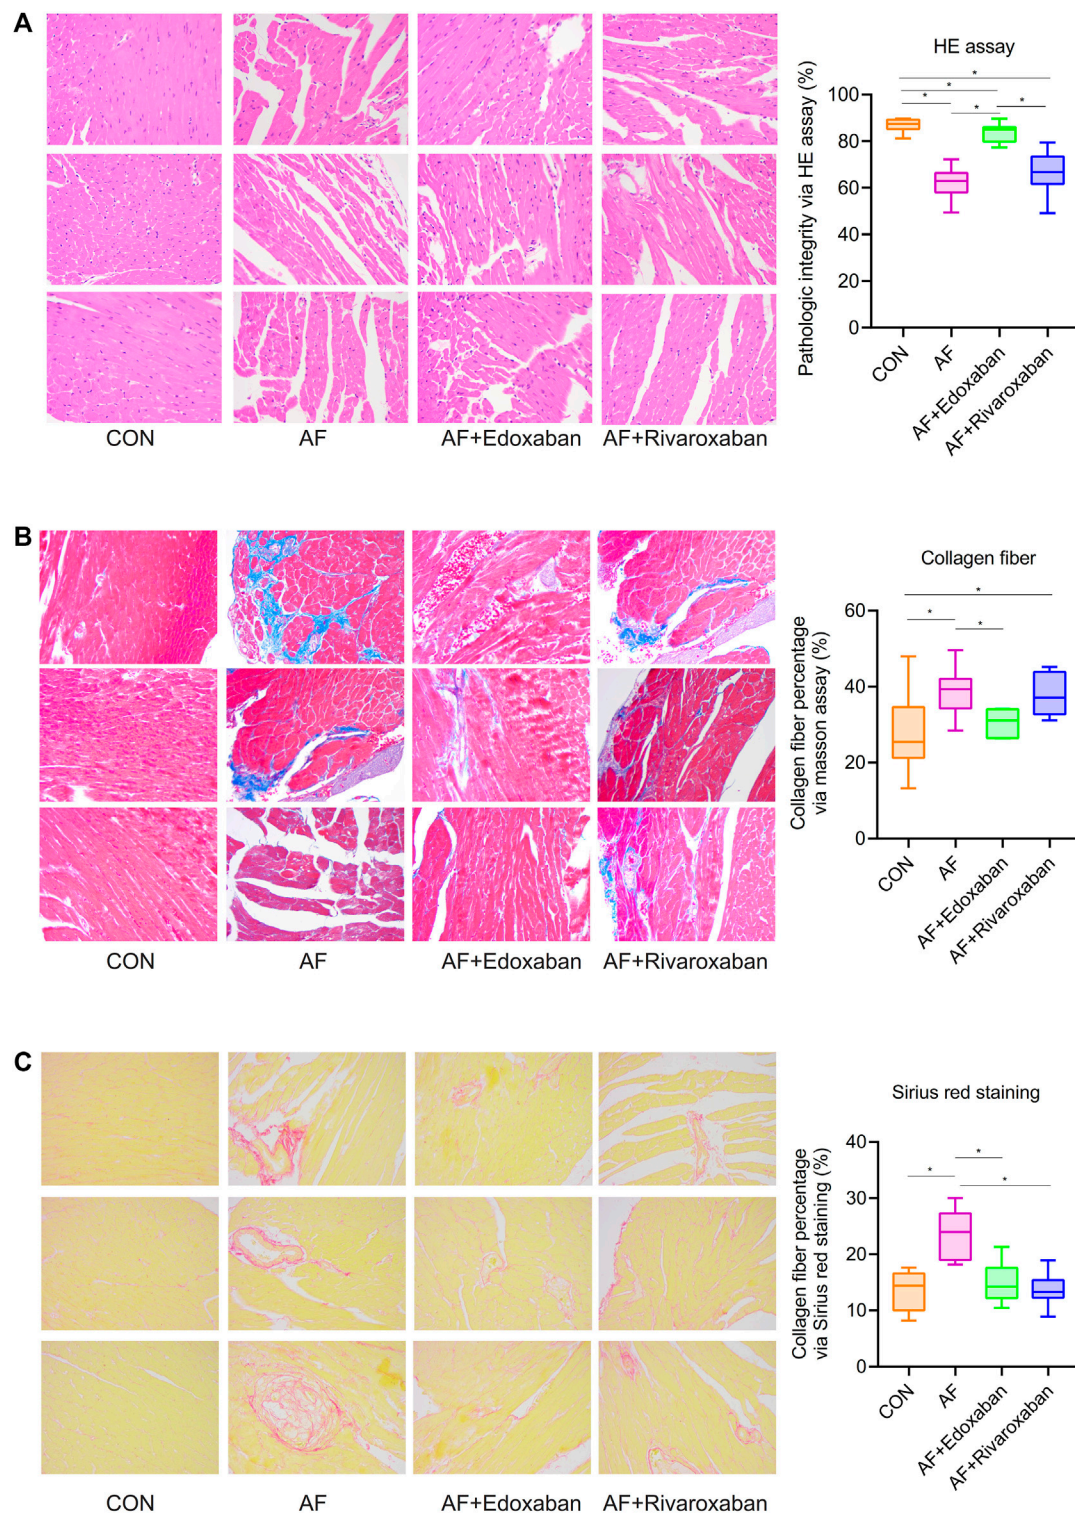 A
HE assay
Pathologic integrity via HE assay (%)
100
80
60
40
20
0
* * * * * *
CON
AF
AF+Edoxaban
AF+Rivaroxaban
CON
AF
AF+Edoxaban
AF+Rivaroxaban
B
Collagen fiber
Collagen fiber percentage
via masson assay (%)
60
40
20
0
* * *
CON
AF
AF+Edoxaban
AF+Rivaroxaban
CON
AF
AF+Edoxaban
AF+Rivaroxaban
C
Sirius red staining
Collagen fiber percentage
via Sirius red staining (%)
40
30
20
10
0
* * *
CON
AF
AF+Edoxaban
AF+Rivaroxaban
CON
AF
AF+Edoxaban
AF+Rivaroxaban